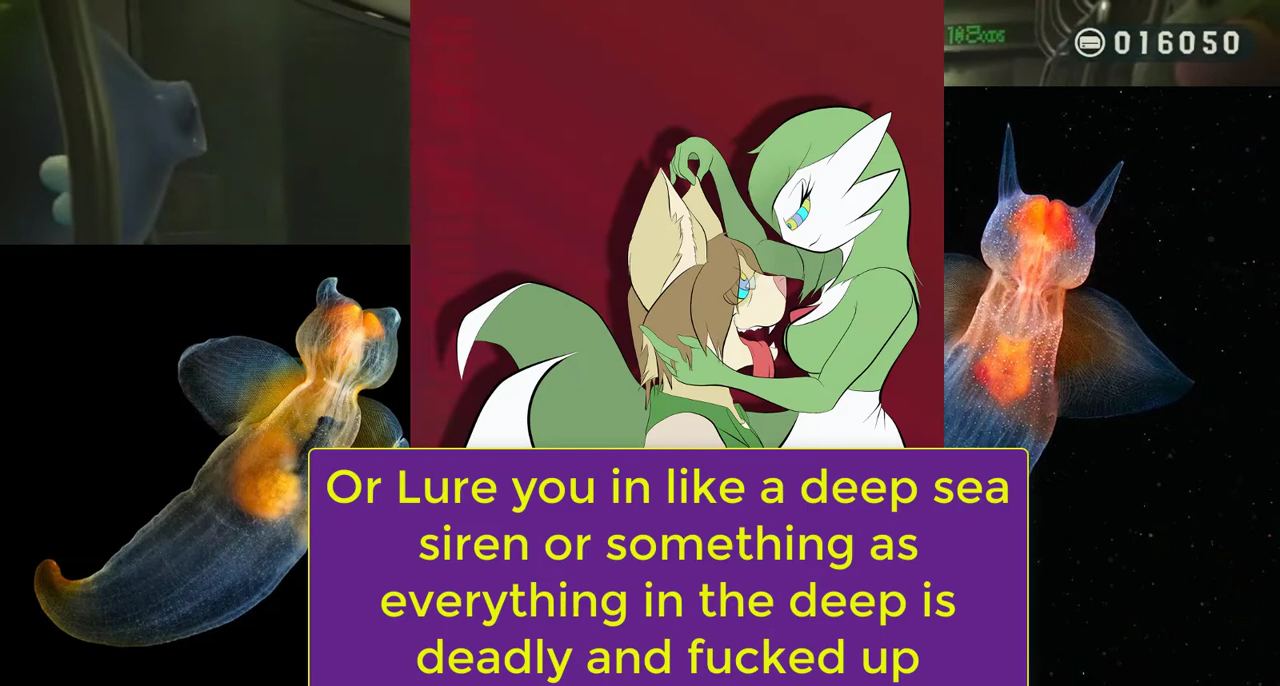 016050
Or Lure you in like a deep sea
siren or something as
everything in the deep is
deadly and fucked up